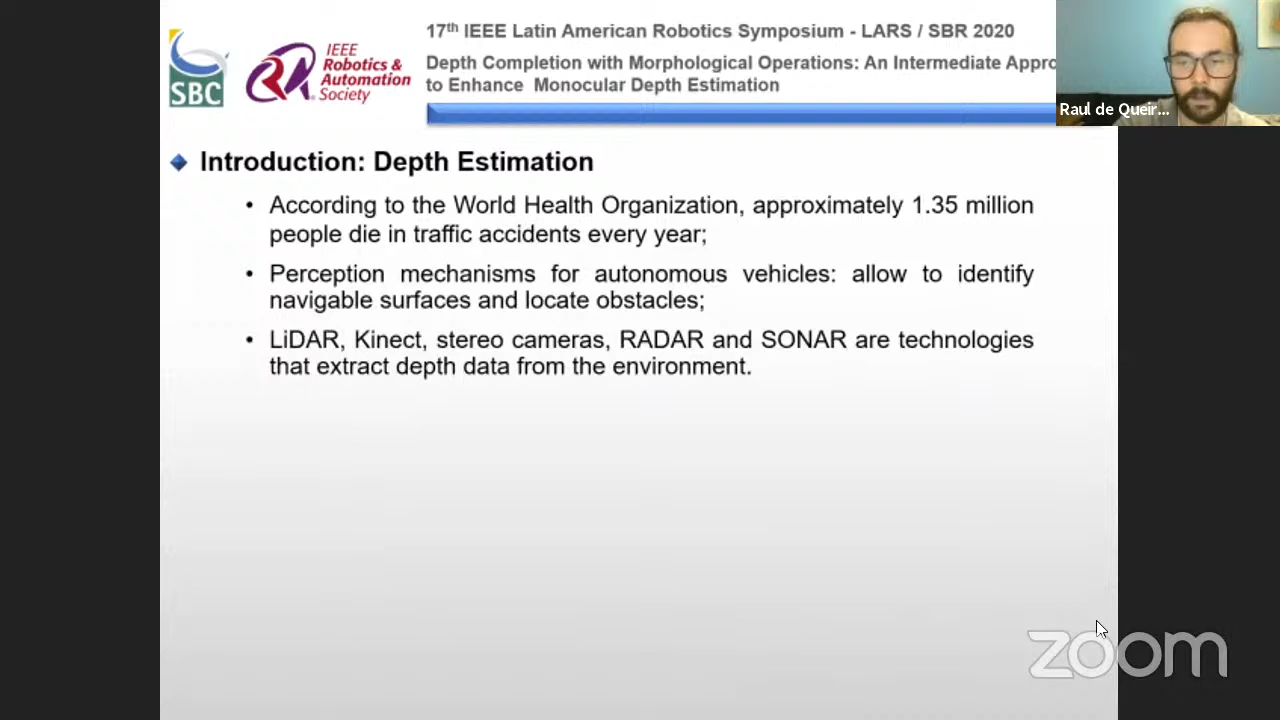 17th IEEE Latin American Robotics Symposium - LARS / SBR 2020
Depth Completion with Morphological Operations: An Intermediate Appro
to Enhance Monocular Depth Estimation
SBC
IEEE
Robotics &
Automation
Society
Raul de Queir...
Introduction: Depth Estimation
• According to the World Health Organization, approximately 1.35 million
people die in traffic accidents every year;
• Perception mechanisms for autonomous vehicles: allow to identify
navigable surfaces and locate obstacles;
• LiDAR, Kinect, stereo cameras, RADAR and SONAR are technologies
that extract depth data from the environment.
zoom